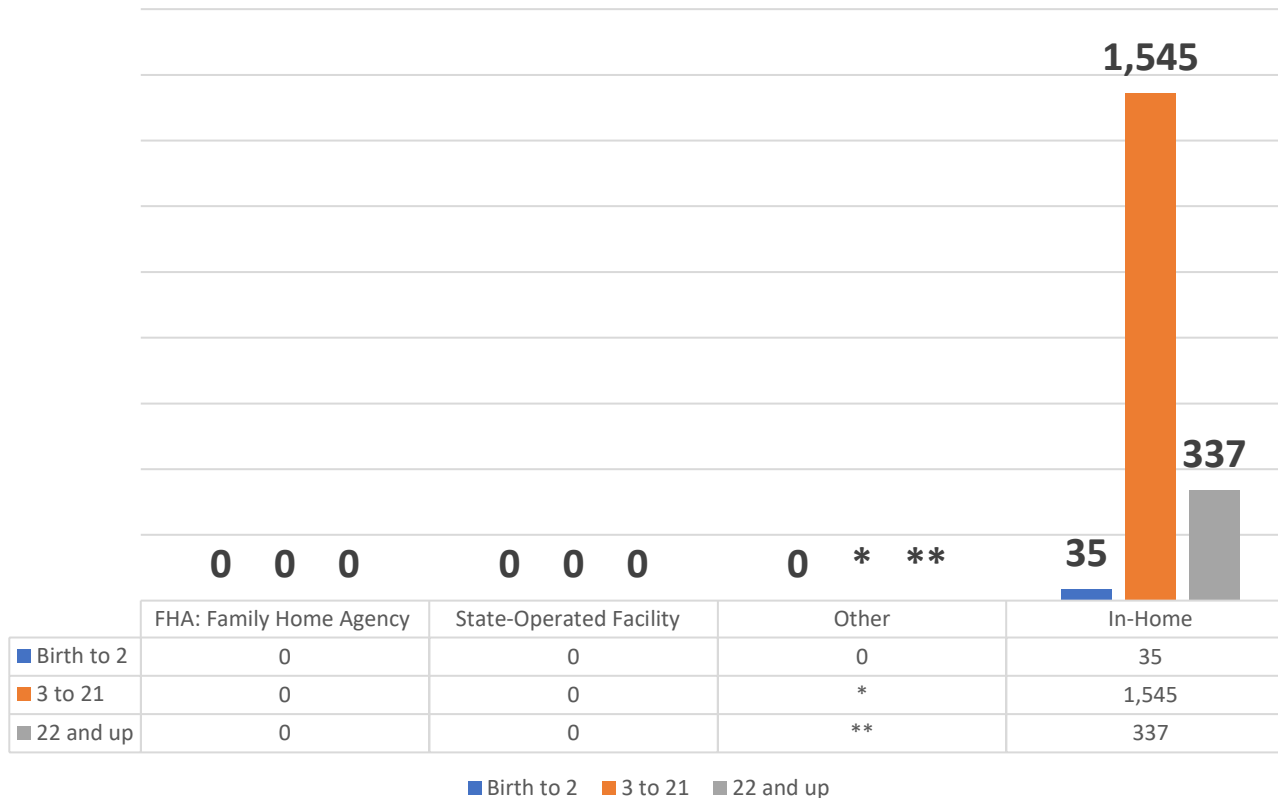 1,545
337
35
0 0 0 0 0 0 0 * **
FHA: Family Home Agency State-Operated Facility Other In-Home
Birth to 2 0 0 0 35
3 to 21 0 0 * 1,545
22 and up 0 0 ** 337
Birth to 2 3 to 21 22 and up